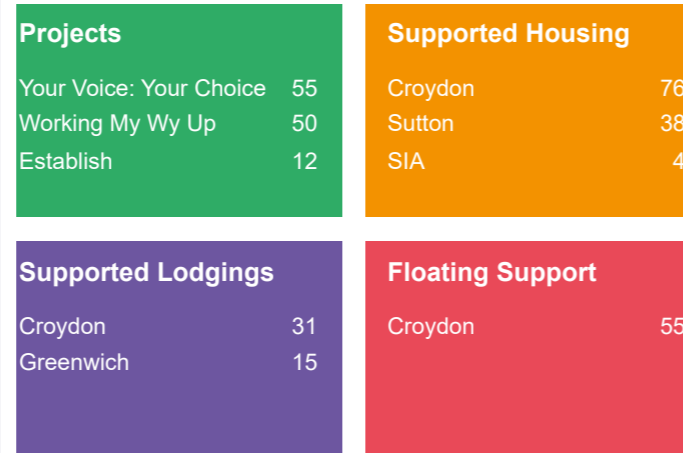 Projects
Your Voice: Your Choice 55
Working My Wy Up 50
Establish 12
Supported Housing
Croydon 76
Sutton 38
SIA 4
Supported Lodgings
Croydon 31
Greenwich 15
Floating Support
Croydon 55